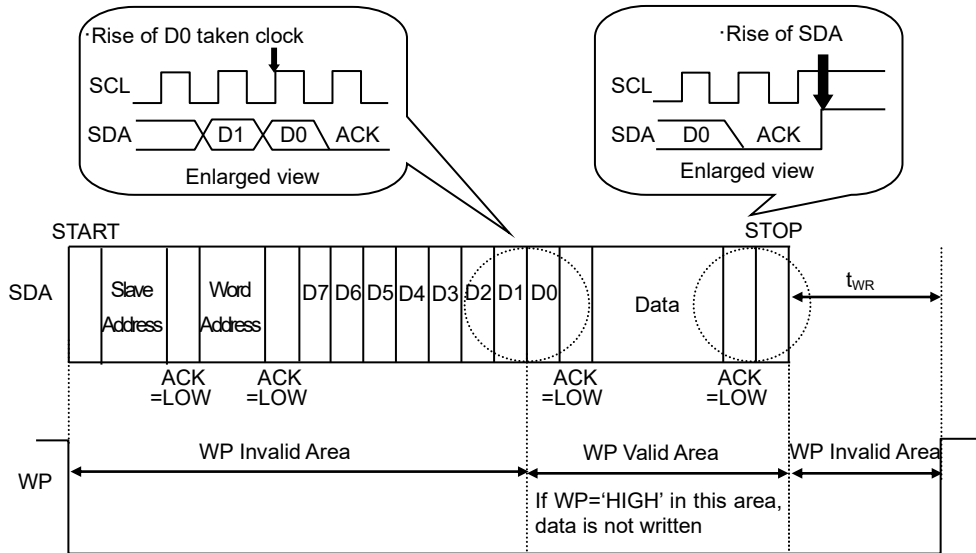 ·Rise of D0 taken clock
SCL
SDA D1 D0 ACK
Enlarged view
·Rise of SDA
SCL
SDA D0 ACK
Enlarged view
START STOP
SDA Slave Address Word Address D7 D6 D5 D4 D3 D2 D1 D0 Data tWR
ACK =LOW ACK =LOW ACK =LOW ACK =LOW
WP WP Invalid Area WP Valid Area WP Invalid Area
If WP=‘HIGH’ in this area,
data is not written